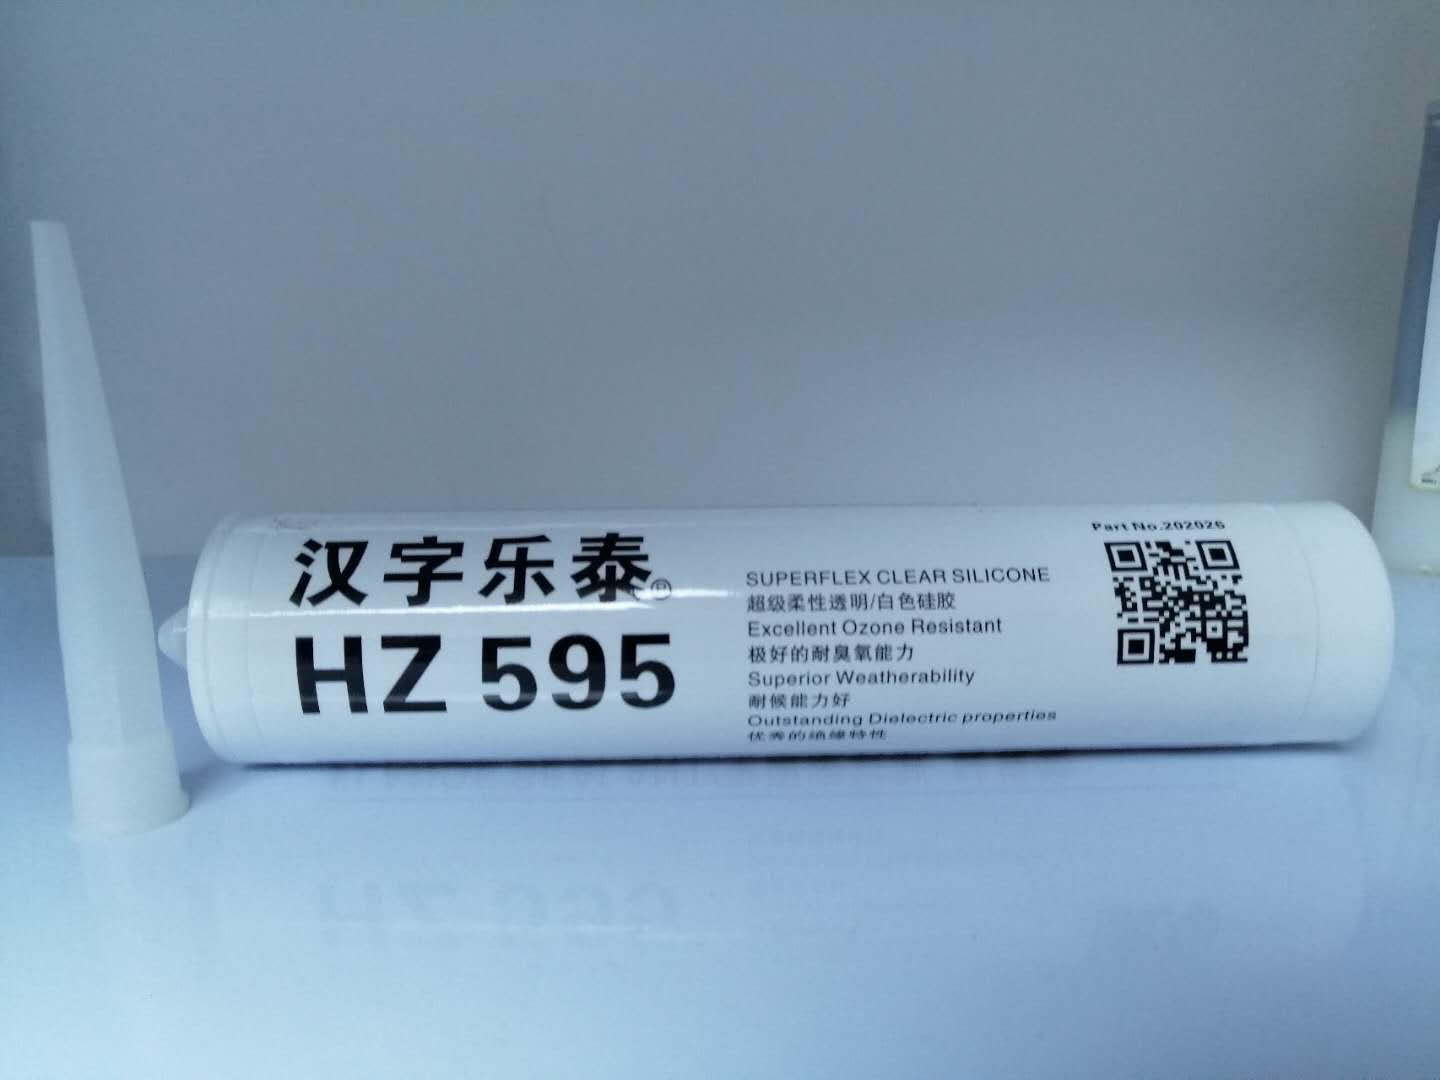 汉字乐泰®
HZ 595
SUPERFLEX CLEAR SILICONE
超级柔性透明/白色硅胶
Excellent Ozone Resistant
极好的耐臭氧能力
Superior Weatherability
耐候能力好
Outstanding Dielectric properties
优秀的绝缘特性
Part No.202026